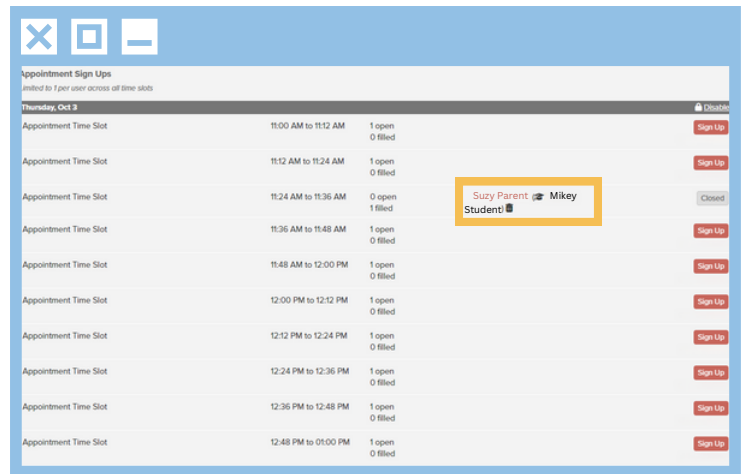 Appointment Sign Ups
Limited to 1 per user across all time slots
Thursday, Oct 3 Disable
Appointment Time Slot 11:00 AM to 11:12 AM 1 open Sign Up
0 filled
Appointment Time Slot 11:12 AM to 11:24 AM 1 open Sign Up
0 filled
Appointment Time Slot 11:24 AM to 11:36 AM 0 open Suzy Parent Mikey Closed
1 filled Student)
Appointment Time Slot 11:36 AM to 11:48 AM 1 open Sign Up
0 filled
Appointment Time Slot 11:48 AM to 12:00 PM 1 open Sign Up
0 filled
Appointment Time Slot 12:00 PM to 12:12 PM 1 open Sign Up
0 filled
Appointment Time Slot 12:12 PM to 12:24 PM 1 open Sign Up
0 filled
Appointment Time Slot 12:24 PM to 12:36 PM 1 open Sign Up
0 filled
Appointment Time Slot 12:36 PM to 12:48 PM 1 open Sign Up
0 filled
Appointment Time Slot 12:48 PM to 01:00 PM 1 open Sign Up
0 filled